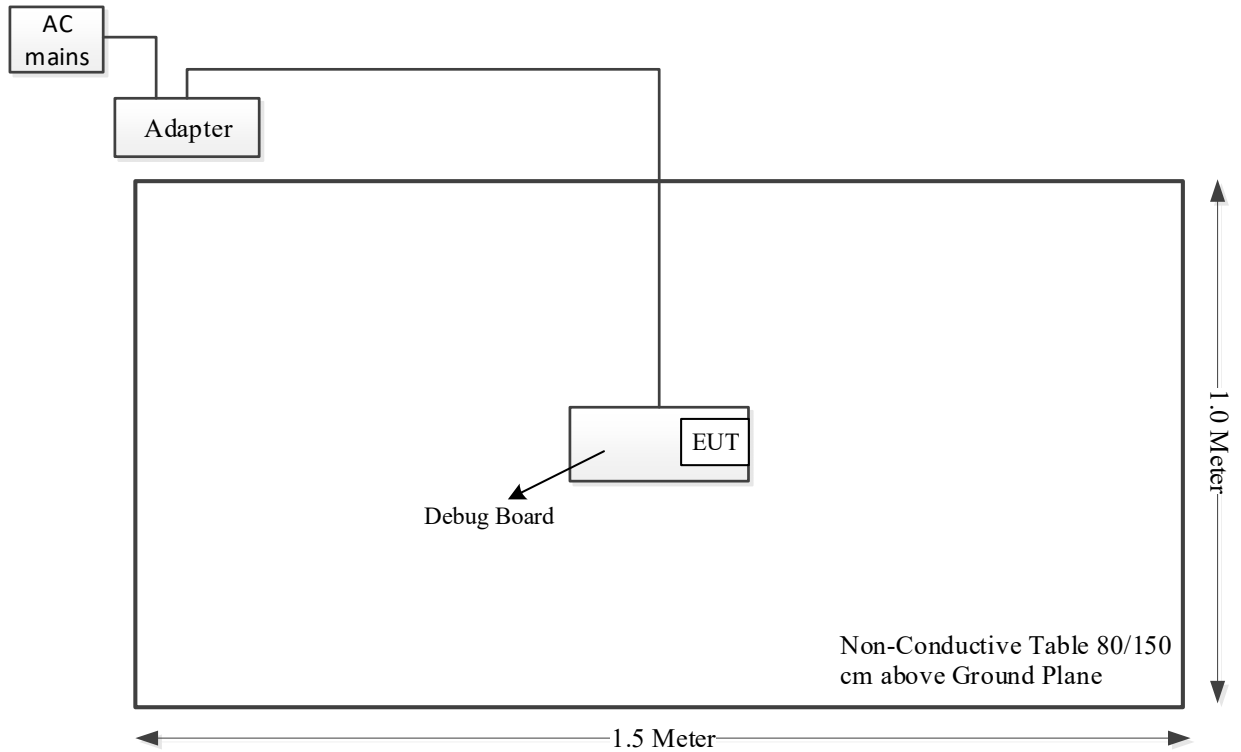 AC
mains
Adapter
EUT
Debug Board
1.0 Meter
Non-Conductive Table 80/150
cm above Ground Plane
1.5 Meter